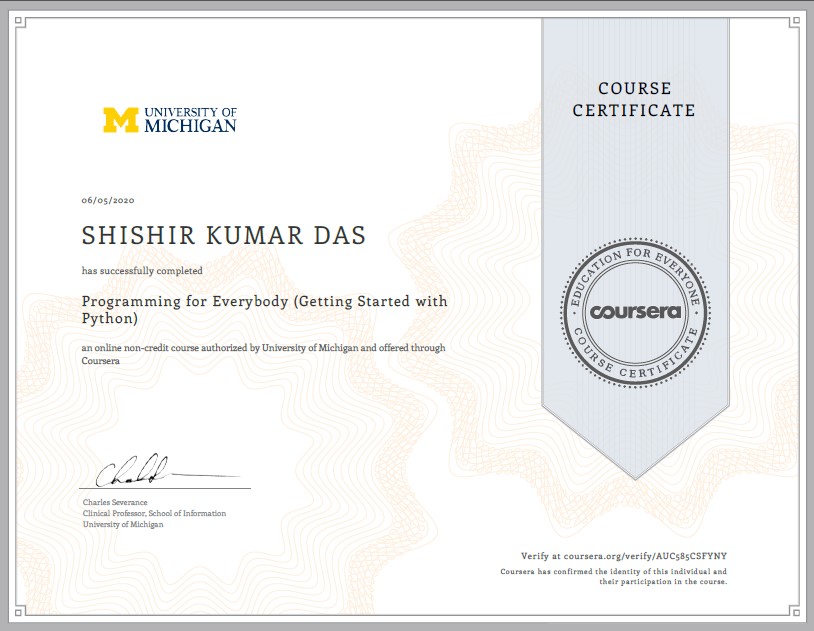 UNIVERSITY OF
MICHIGAN
COURSE
CERTIFICATE
06/05/2020
SHISHIR KUMAR DAS
has successfully completed
Programming for Everybody (Getting Started with
Python)
an online non-credit course authorized by University of Michigan and offered through
Coursera
EDUCATION FOR EVERYONE
coursera
COURSE CERTIFICATE
Charles Severance
Clinical Professor, School of Information
University of Michigan
Verify at coursera.org/verify/AUC585CSFYNY
Coursera has confirmed the identity of this individual and
their participation in the course.